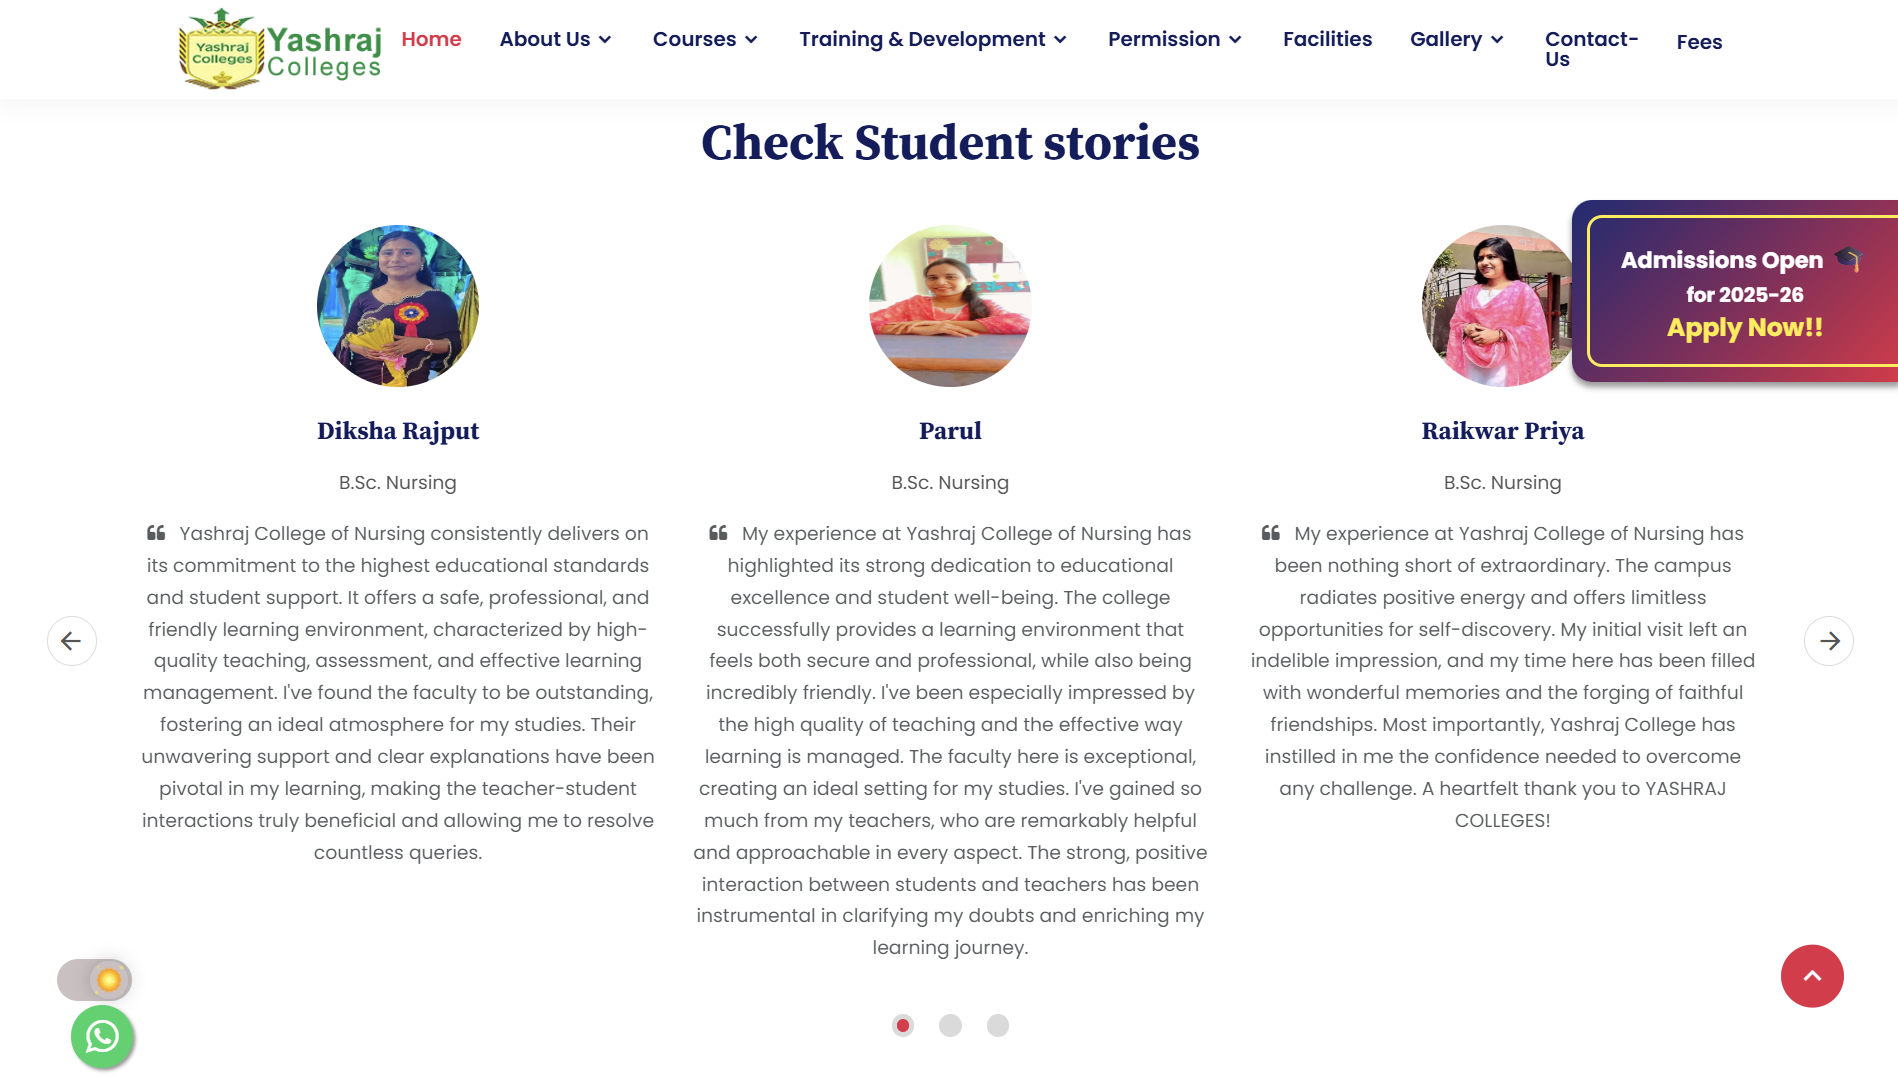 Yashraj
Colleges
Yashraj
Colleges
Home
About Us
Courses
Training & Development
Permission
Facilities
Gallery
Contact-
Us
Fees
Check Student stories
Admissions Open
for 2025-26
Apply Now!!
Diksha Rajput
B.Sc. Nursing
Yashraj College of Nursing consistently delivers on
its commitment to the highest educational standards
and student support. It offers a safe, professional, and
friendly learning environment, characterized by high-
quality teaching, assessment, and effective learning
management. I've found the faculty to be outstanding,
fostering an ideal atmosphere for my studies. Their
unwavering support and clear explanations have been
pivotal in my learning, making the teacher-student
interactions truly beneficial and allowing me to resolve
countless queries.
Parul
B.Sc. Nursing
My experience at Yashraj College of Nursing has
highlighted its strong dedication to educational
excellence and student well-being. The college
successfully provides a learning environment that
feels both secure and professional, while also being
incredibly friendly. I've been especially impressed by
the high quality of teaching and the effective way
learning is managed. The faculty here is exceptional,
creating an ideal setting for my studies. I've gained so
much from my teachers, who are remarkably helpful
and approachable in every aspect. The strong, positive
interaction between students and teachers has been
instrumental in clarifying my doubts and enriching my
learning journey.
Raikwar Priya
B.Sc. Nursing
My experience at Yashraj College of Nursing has
been nothing short of extraordinary. The campus
radiates positive energy and offers limitless
opportunities for self-discovery. My initial visit left an
indelible impression, and my time here has been filled
with wonderful memories and the forging of faithful
friendships. Most importantly, Yashraj College has
instilled in me the confidence needed to overcome
any challenge. A heartfelt thank you to YASHRAJ
COLLEGES!